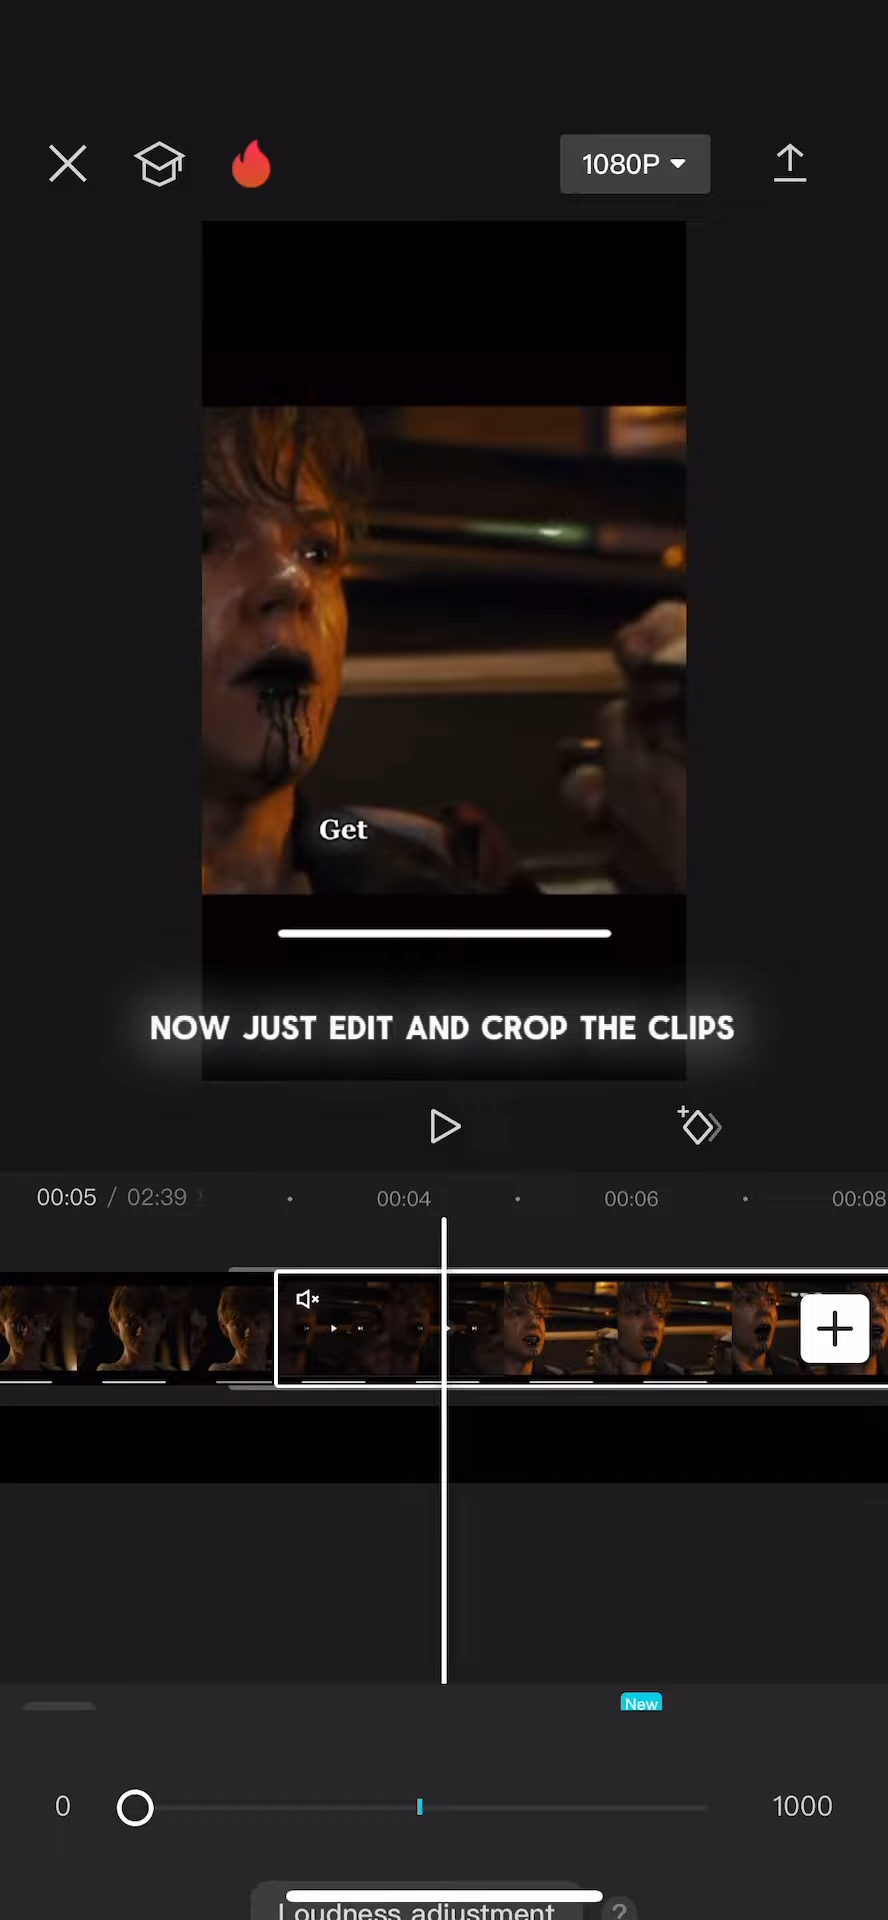 1080P
Get
NOW JUST EDIT AND CROP THE CLIPS
00:05 / 02:39
00:04
00:06
00:08
New
0
1000
Loudness adjustment
?